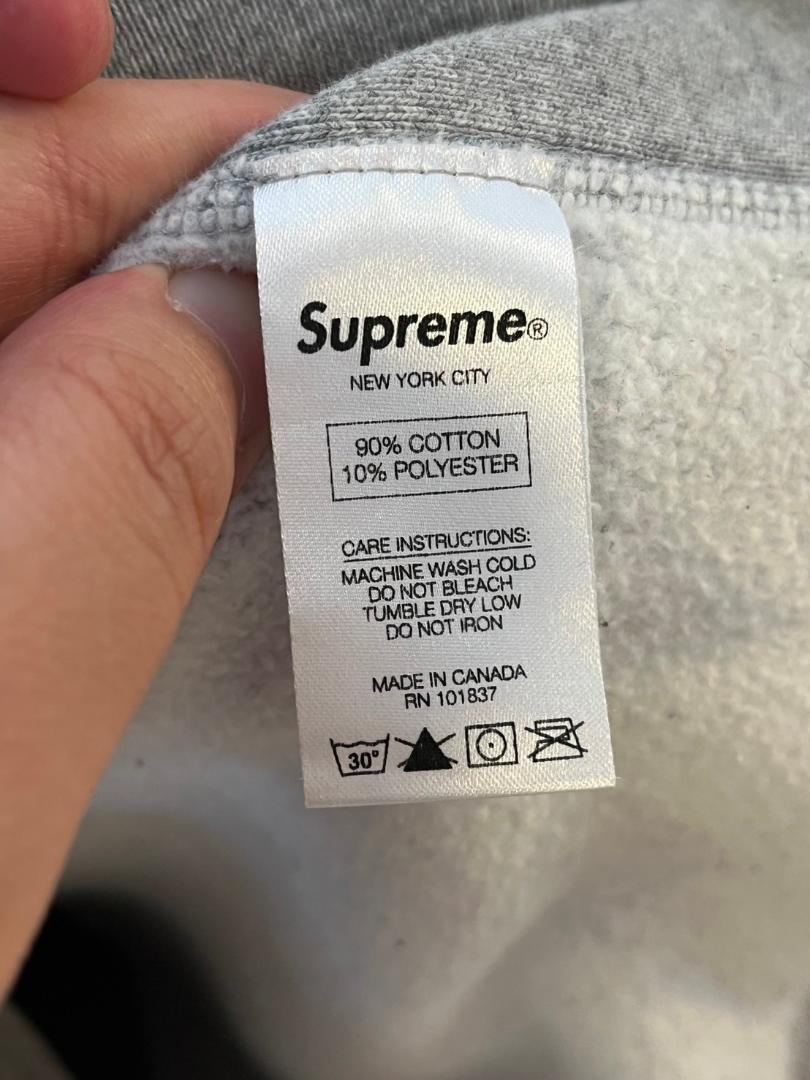 Supreme®
NEW YORK CITY
90% COTTON
10% POLYESTER
CARE INSTRUCTIONS:
MACHINE WASH COLD
DO NOT BLEACH
TUMBLE DRY LOW
DO NOT IRON
MADE IN CANADA
RN 101837
30°